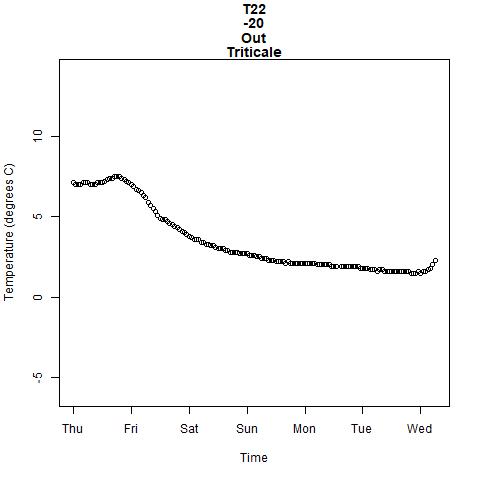 T22
-20
Out
Triticale
Temperature (degrees C)
10
5
0
-5
Thu Fri Sat Sun Mon Tue Wed
Time